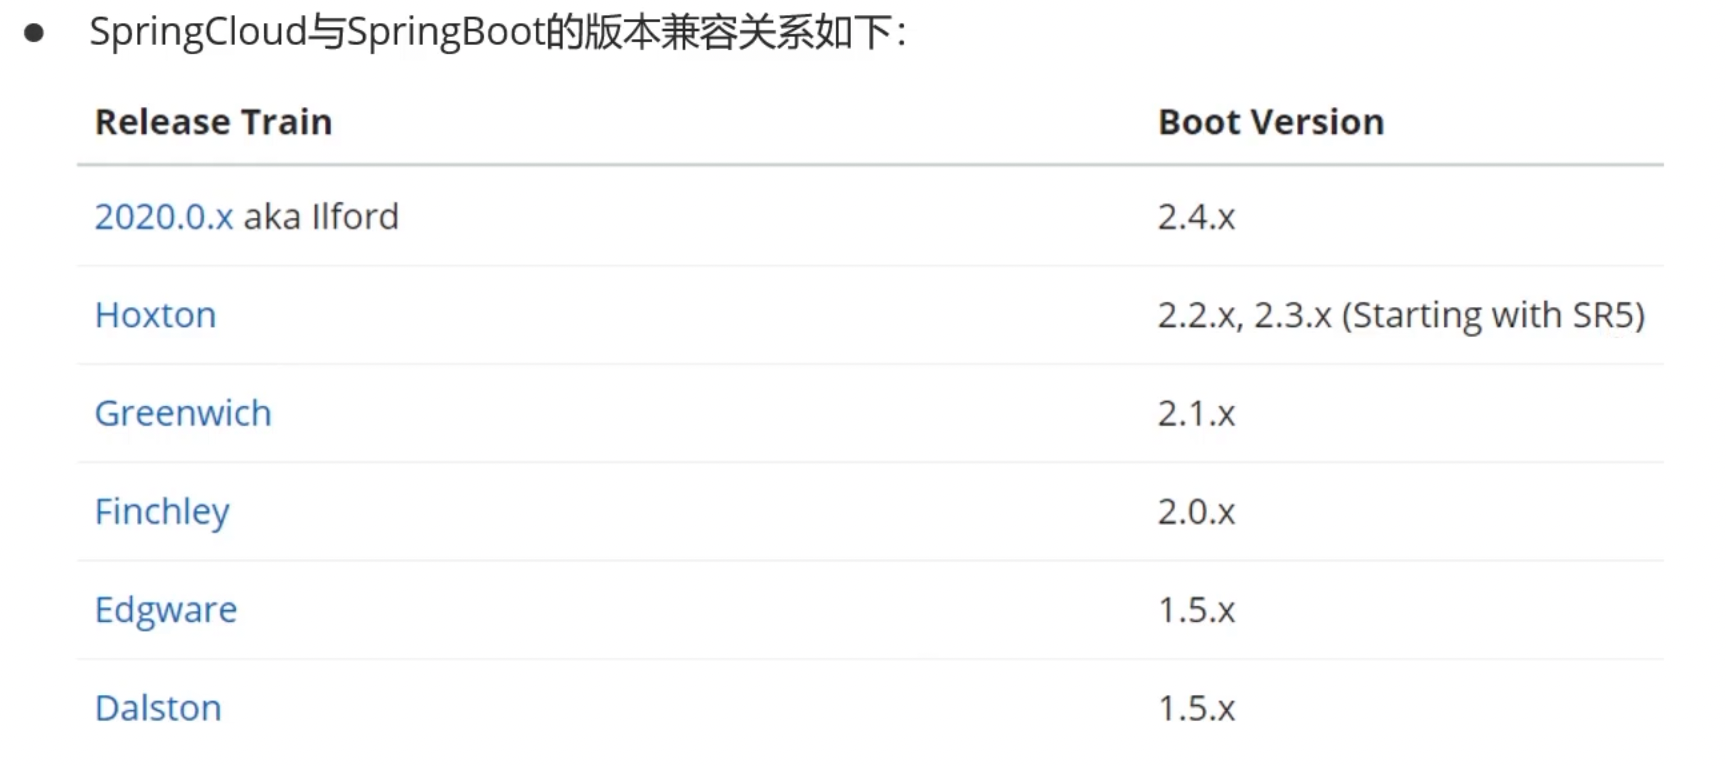 ● SpringCloud与SpringBoot的版本兼容关系如下：
Release Train Boot Version
2020.0.x aka Ilford 2.4.x
Hoxton 2.2.x, 2.3.x (Starting with SR5)
Greenwich 2.1.x
Finchley 2.0.x
Edgware 1.5.x
Dalston 1.5.x